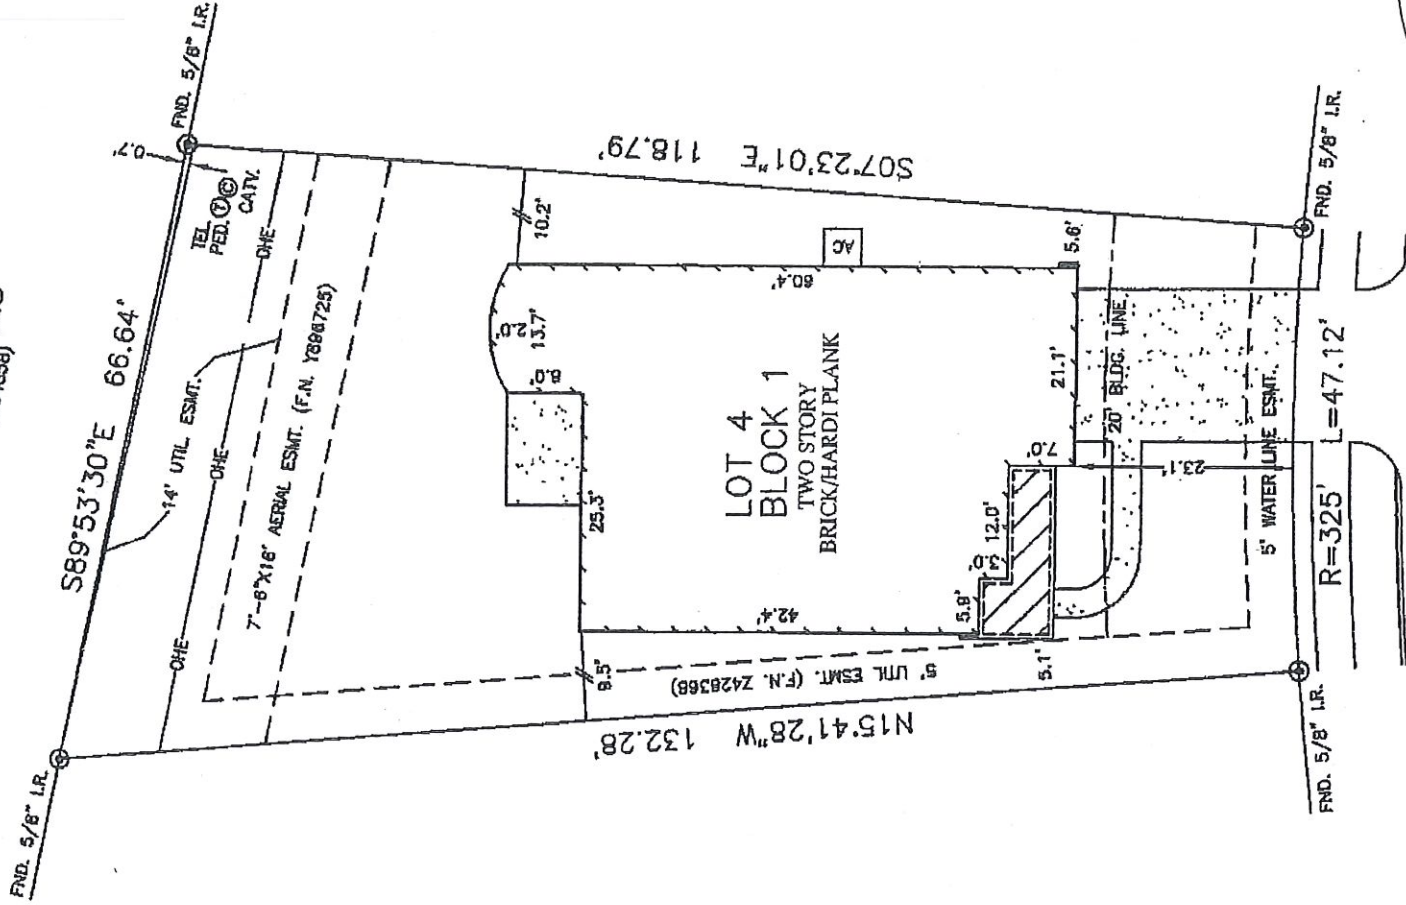 FND. 5/8" I.R.
FND. 5/8" I.R.
0.7'
S89°53'30"E 66.64'
TEL
PED. T C
CATV.
14' UTIL ESMT.
OHE
OHE
OHE
7'-6"X16' AERIAL ESMT. (F.N. Y898725)
S07°23'01"E 118.79'
10.2'
2.0'
13.7'
8.0'
AC
60.4'
5.6'
25.3'
LOT 4
BLOCK 1
TWO STORY
BRICK/HARDI PLANK
21.1'
20' BLDG. LINE
7.0'
23.1'
12.0'
3.0'
5.9'
42.4'
5.1'
9.5'
5' UTIL ESMT. (F.N. Z428368)
N15°41'28"W 132.28'
5' WATER LINE ESMT.
R=325' L=47.12'
FND. 5/8" I.R.
FND. 5/8" I.R.